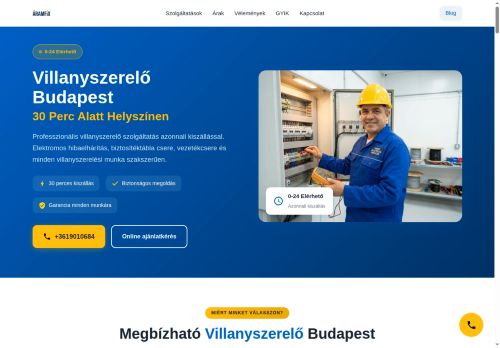 ÁRAMFIX
Szolgáltatások
Árak
Vélemények
GYIK
Kapcsolat
Blog
0-24 Elérhető
Villanyszerelő
Budapest
30 Perc Alatt Helyszínen
Professzionális villanyszerelő szolgáltatás azonnali kiszállással.
Elektromos hibaelhárítás, biztosítéktábla csere, vezetékcsere és
minden villanyszerelési munka szakszerűen.
30 perces kiszállás
Biztonságos megoldás
Garancia minden munkára
+3619010684
Online ajánlatkérés
0-24 Elérhető
Azonnali kiszállás
MIÉRT MINKET VÁLASSZON?
Megbízható Villanyszerelő Budapest